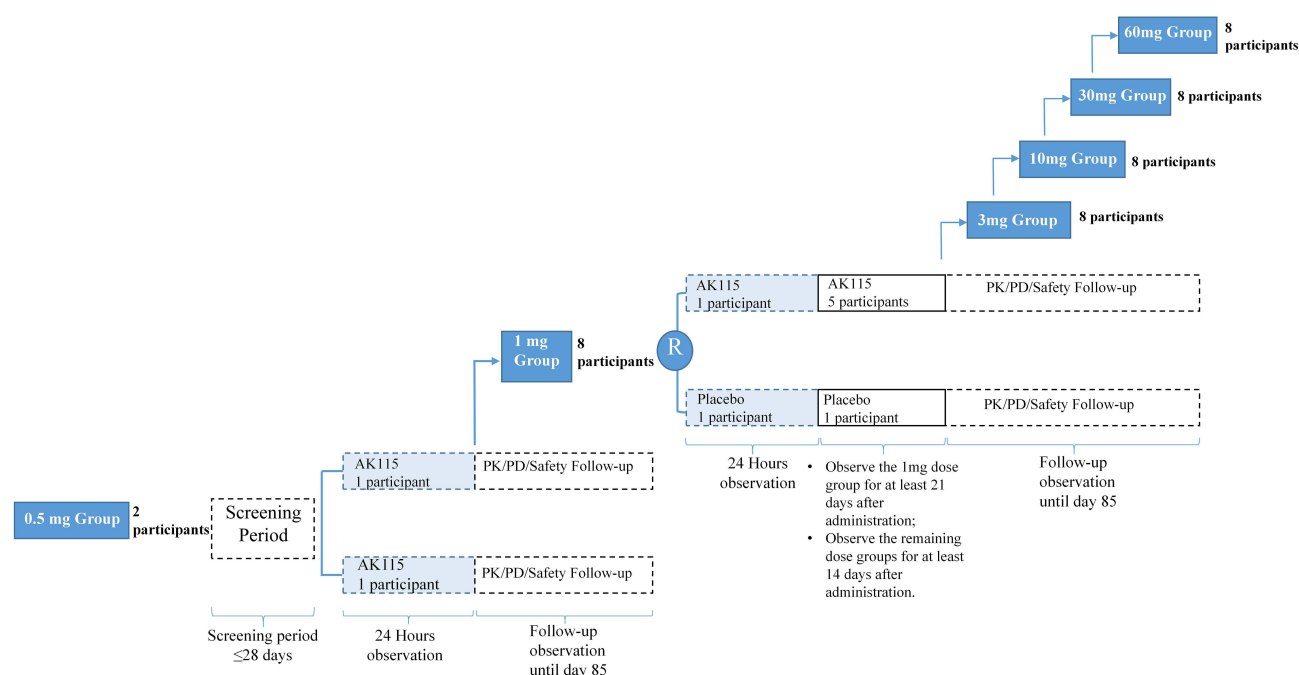 60mg Group
8
participants
30mg Group
8 participants
10mg Group
8 participants
3mg Group
8 participants
AK115
1 participant
AK115
5 participants
PK/PD/Safety Follow-up
1 mg
Group
8
participants
R
Placebo
1 participant
Placebo
1 participant
PK/PD/Safety Follow-up
24 Hours
observation
• Observe the 1mg dose
group for at least 21
days after
administration;
• Observe the remaining
dose groups for at least
14 days after
administration.
Follow-up
observation
until day 85
AK115
1 participant
PK/PD/Safety Follow-up
0.5 mg Group
2
participants
Screening
Period
AK115
1 participant
PK/PD/Safety Follow-up
Screening period
≤28 days
24 Hours
observation
Follow-up
observation
until day 85